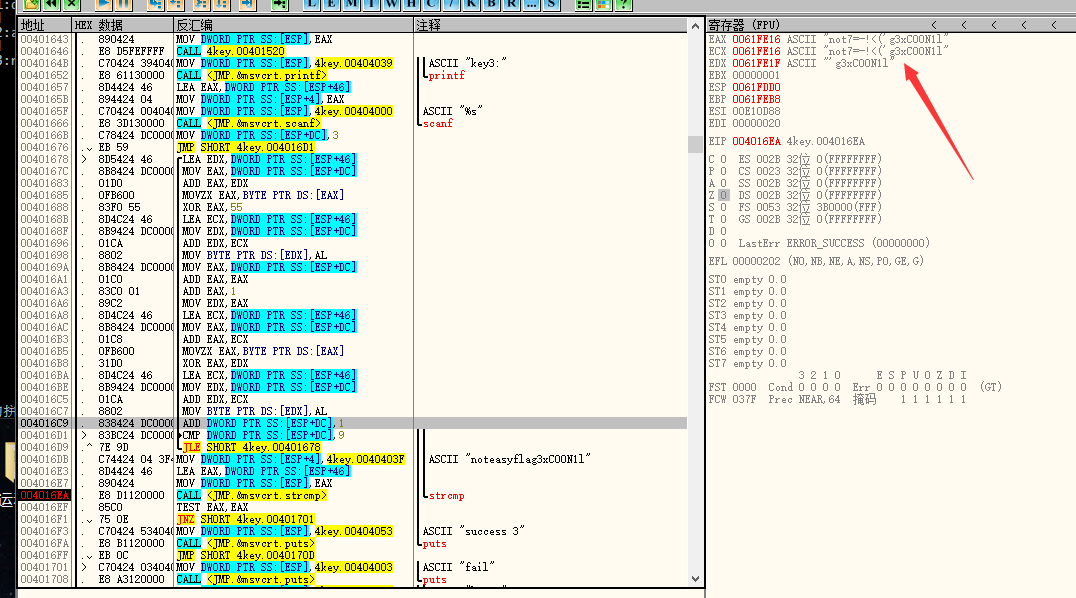 L E M T W H C / K B R ... S
地址 HEX 数据 反汇编 注释
00401643 . 890424 MOV DWORD PTR SS:[ESP],EAX
00401646 . E8 D5FEFFFF CALL 4key.00401520
0040164B . C70424 394040 MOV DWORD PTR SS:[ESP],4key.00404039 ASCII "key3:"
00401652 . E8 61130000 CALL <JMP.&msvcrt.printf> printf
00401657 . 8D4424 46 LEA EAX,DWORD PTR SS:[ESP+46]
0040165B . 894424 04 MOV DWORD PTR SS:[ESP+4],EAX
0040165F . C70424 004040 MOV DWORD PTR SS:[ESP],4key.00404000 ASCII "%s"
00401666 . E8 3D130000 CALL <JMP.&msvcrt.scanf> scanf
0040166B . C78424 DC0000 MOV DWORD PTR SS:[ESP+DC],3
00401676 .⌄ EB 59 JMP SHORT 4key.004016D1
00401678 > 8D5424 46 LEA EDX,DWORD PTR SS:[ESP+46]
0040167C . 8B8424 DC0000 MOV EAX,DWORD PTR SS:[ESP+DC]
00401683 . 01D0 ADD EAX,EDX
00401685 . 0FB600 MOVZX EAX,BYTE PTR DS:[EAX]
00401688 . 83F0 55 XOR EAX,55
0040168B . 8D4C24 46 LEA ECX,DWORD PTR SS:[ESP+46]
0040168F . 8B9424 DC0000 MOV EDX,DWORD PTR SS:[ESP+DC]
00401696 . 01CA ADD EDX,ECX
00401698 . 8802 MOV BYTE PTR DS:[EDX],AL
0040169A . 8B8424 DC0000 MOV EAX,DWORD PTR SS:[ESP+DC]
004016A1 . 01C0 ADD EAX,EAX
004016A3 . 83C0 01 ADD EAX,1
004016A6 . 89C2 MOV EDX,EAX
004016A8 . 8D4C24 46 LEA ECX,DWORD PTR SS:[ESP+46]
004016AC . 8B8424 DC0000 MOV EAX,DWORD PTR SS:[ESP+DC]
004016B3 . 01C8 ADD EAX,ECX
004016B5 . 0FB600 MOVZX EAX,BYTE PTR DS:[EAX]
004016B8 . 31D0 XOR EAX,EDX
004016BA . 8D4C24 46 LEA ECX,DWORD PTR SS:[ESP+46]
004016BE . 8B9424 DC0000 MOV EDX,DWORD PTR SS:[ESP+DC]
004016C5 . 01CA ADD EDX,ECX
004016C7 . 8802 MOV BYTE PTR DS:[EDX],AL
004016C9 . 838424 DC0000 ADD DWORD PTR SS:[ESP+DC],1
004016D1 > 83BC24 DC0000 CMP DWORD PTR SS:[ESP+DC],9
004016D9 .^ 7E 9D JLE SHORT 4key.00401678
004016DB . C74424 04 3F4 MOV DWORD PTR SS:[ESP+4],4key.0040403F ASCII "noteasyflag3xC00N1l"
004016E3 . 8D4424 46 LEA EAX,DWORD PTR SS:[ESP+46]
004016E7 . 890424 MOV DWORD PTR SS:[ESP],EAX
004016EA . E8 D1120000 CALL <JMP.&msvcrt.strcmp> strcmp
004016EF . 85C0 TEST EAX,EAX
004016F1 .⌄ 75 0E JNZ SHORT 4key.00401701
004016F3 . C70424 534040 MOV DWORD PTR SS:[ESP],4key.00404053 ASCII "success 3"
004016FA . E8 B1120000 CALL <JMP.&msvcrt.puts> puts
004016FF .⌄ EB 0C JMP SHORT 4key.0040170D
00401701 > C70424 034040 MOV DWORD PTR SS:[ESP],4key.00404003 ASCII "fail"
00401708 . E8 A3120000 CALL <JMP.&msvcrt.puts> puts
寄存器 (FPU) < < < < <
EAX 0061FE16 ASCII "not7=-!<('g3xC00N1l"
ECX 0061FE16 ASCII "not7=-!<('g3xC00N1l"
EDX 0061FE1F ASCII "'g3xC00N1l"
EBX 00000001
ESP 0061FDD0
EBP 0061FEB8
ESI 00E10D88
EDI 00000020
EIP 004016EA 4key.004016EA
C 0 ES 002B 32位 0(FFFFFFFF)
P 0 CS 0023 32位 0(FFFFFFFF)
A 0 SS 002B 32位 0(FFFFFFFF)
Z 0 DS 002B 32位 0(FFFFFFFF)
S 0 FS 0053 32位 3B0000(FFF)
T 0 GS 002B 32位 0(FFFFFFFF)
D 0
O 0 LastErr ERROR_SUCCESS (00000000)
EFL 00000202 (NO,NB,NE,A,NS,PO,GE,G)
ST0 empty 0.0
ST1 empty 0.0
ST2 empty 0.0
ST3 empty 0.0
ST4 empty 0.0
ST5 empty 0.0
ST6 empty 0.0
ST7 empty 0.0
3 2 1 0 E S P U O Z D I
FST 0000 Cond 0 0 0 0 Err 0 0 0 0 0 0 0 0 (GT)
FCW 037F Prec NEAR,64 掩码 1 1 1 1 1 1